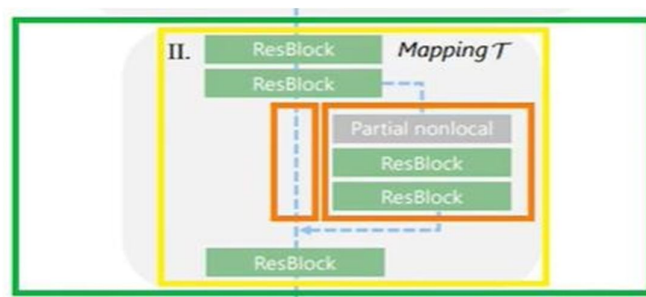 II. ResBlock Mapping 𝒯
ResBlock
Partial nonlocal
ResBlock
ResBlock
ResBlock